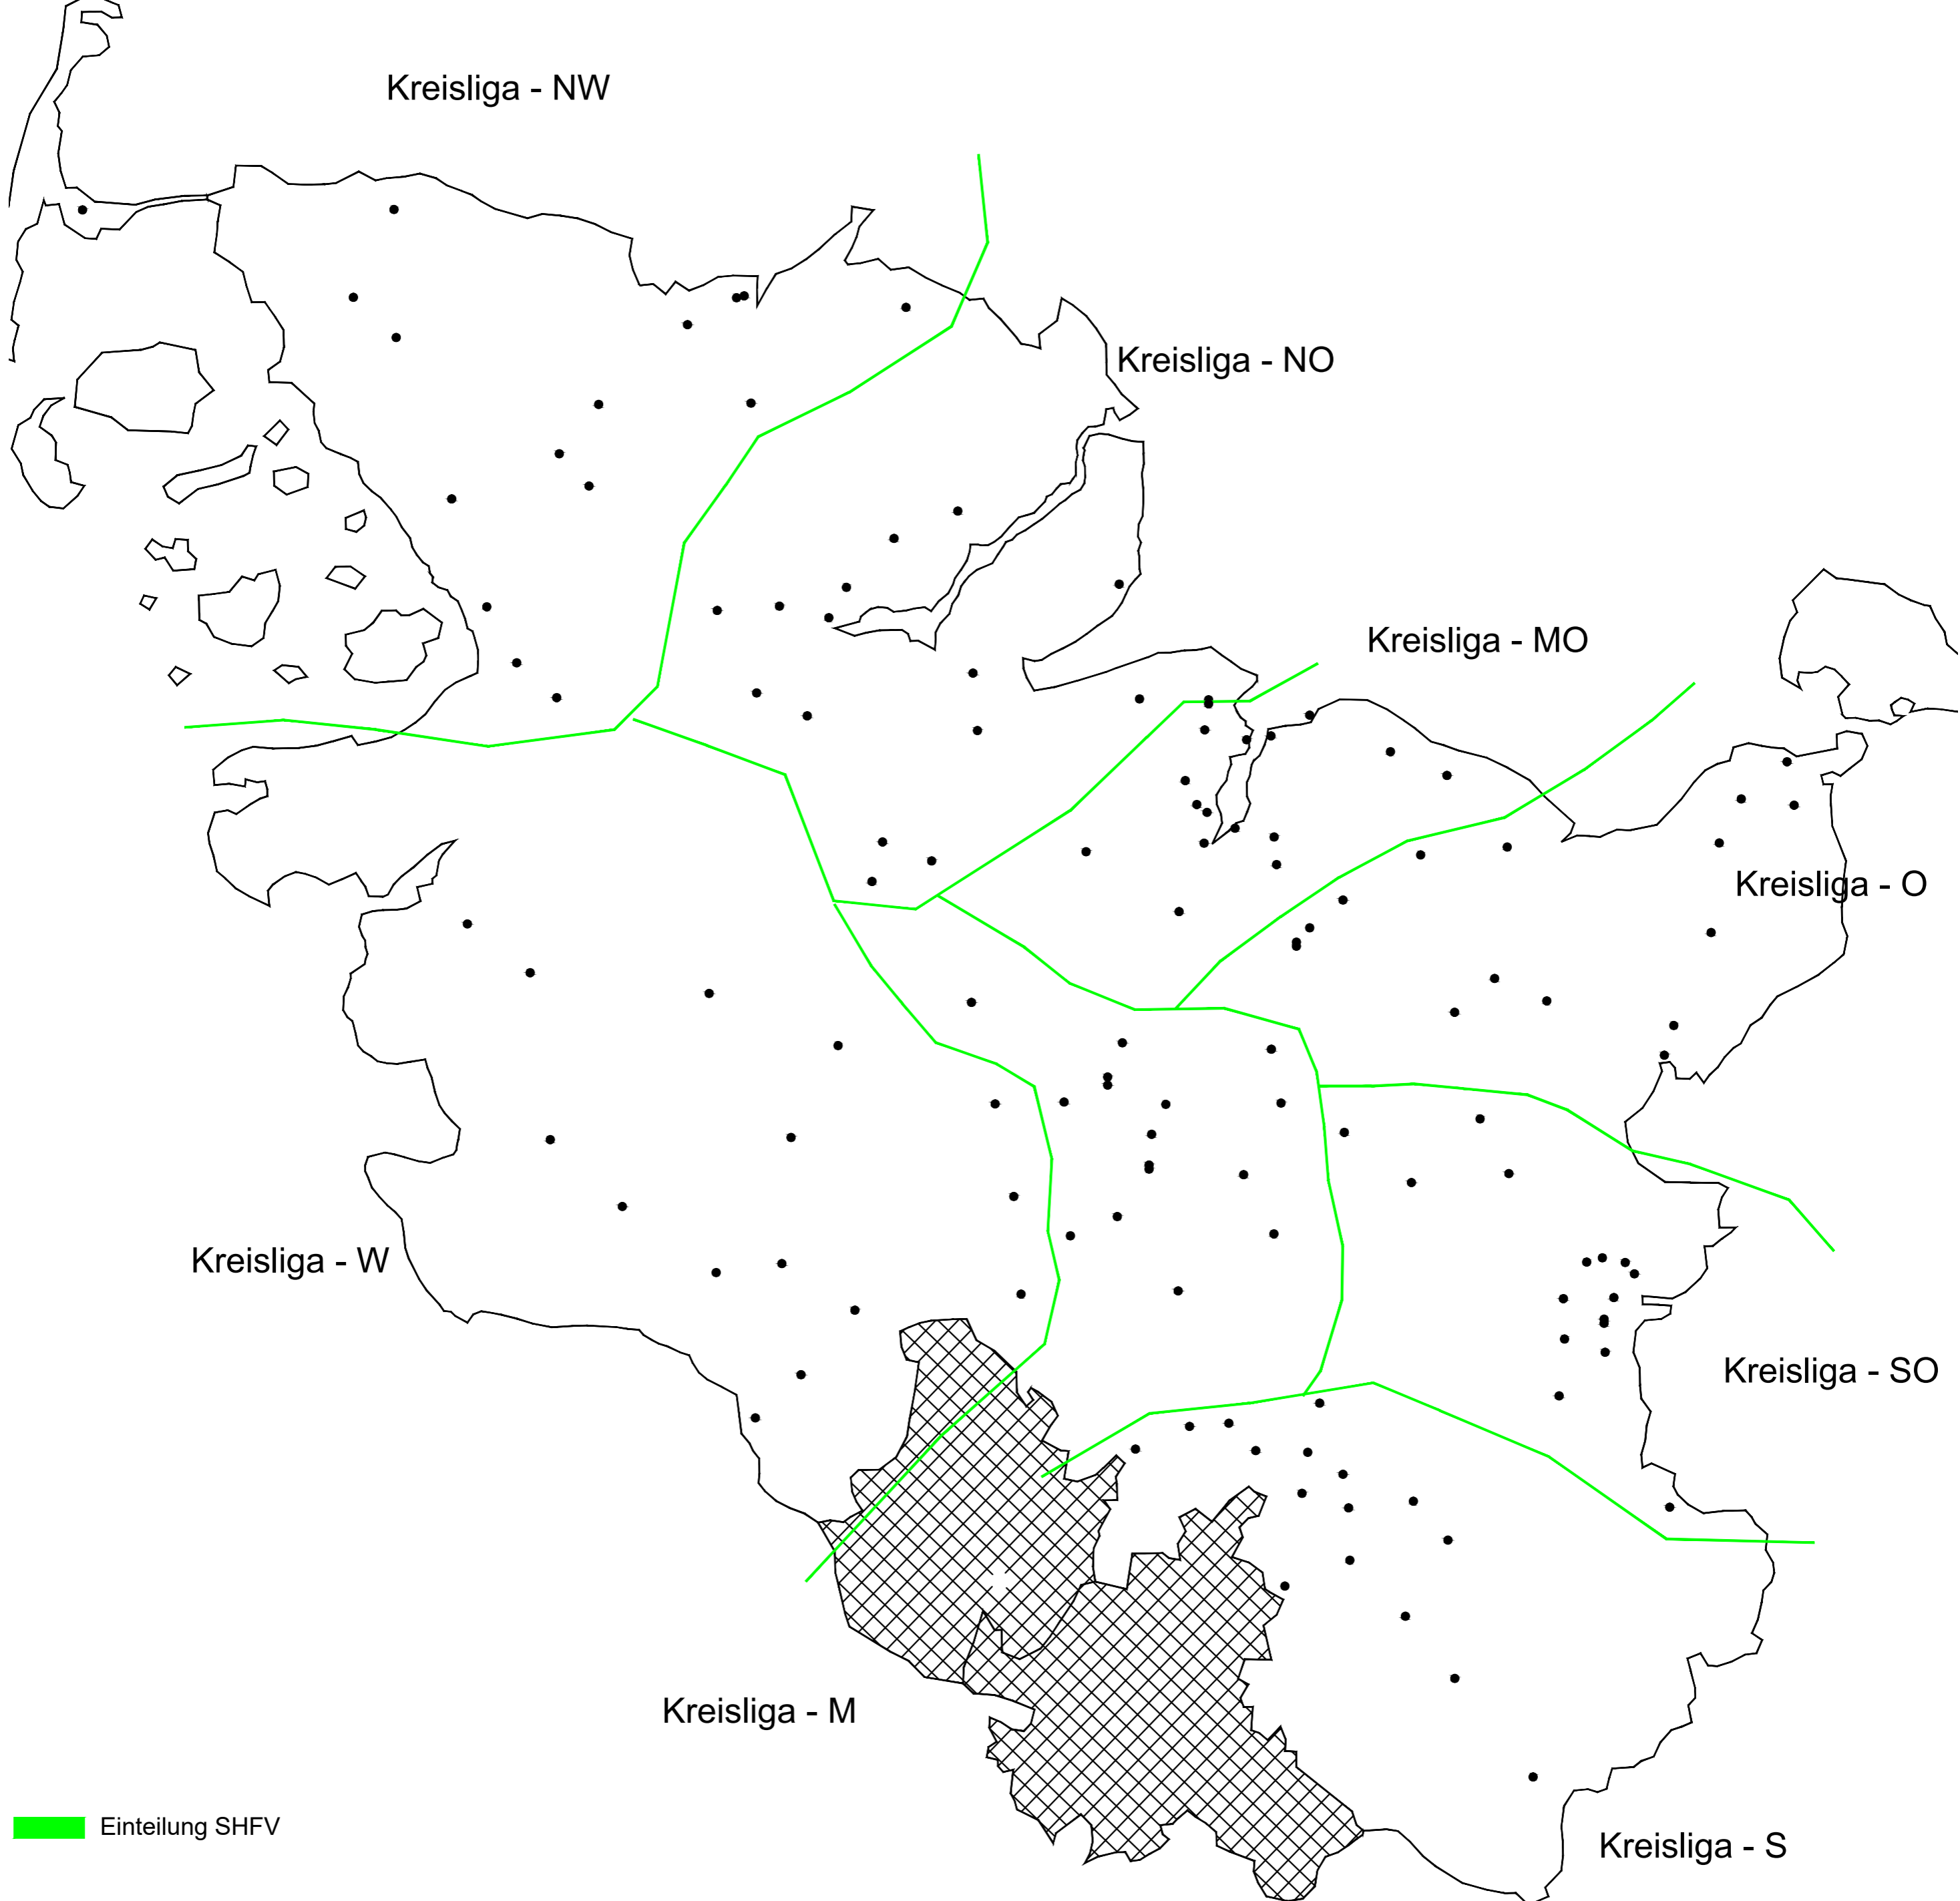 Kreisliga - NW
Kreisliga - NO
Kreisliga - MO
Kreisliga - O
Kreisliga - W
Kreisliga - SO
Kreisliga - M
Einteilung SHFV
Kreisliga - S